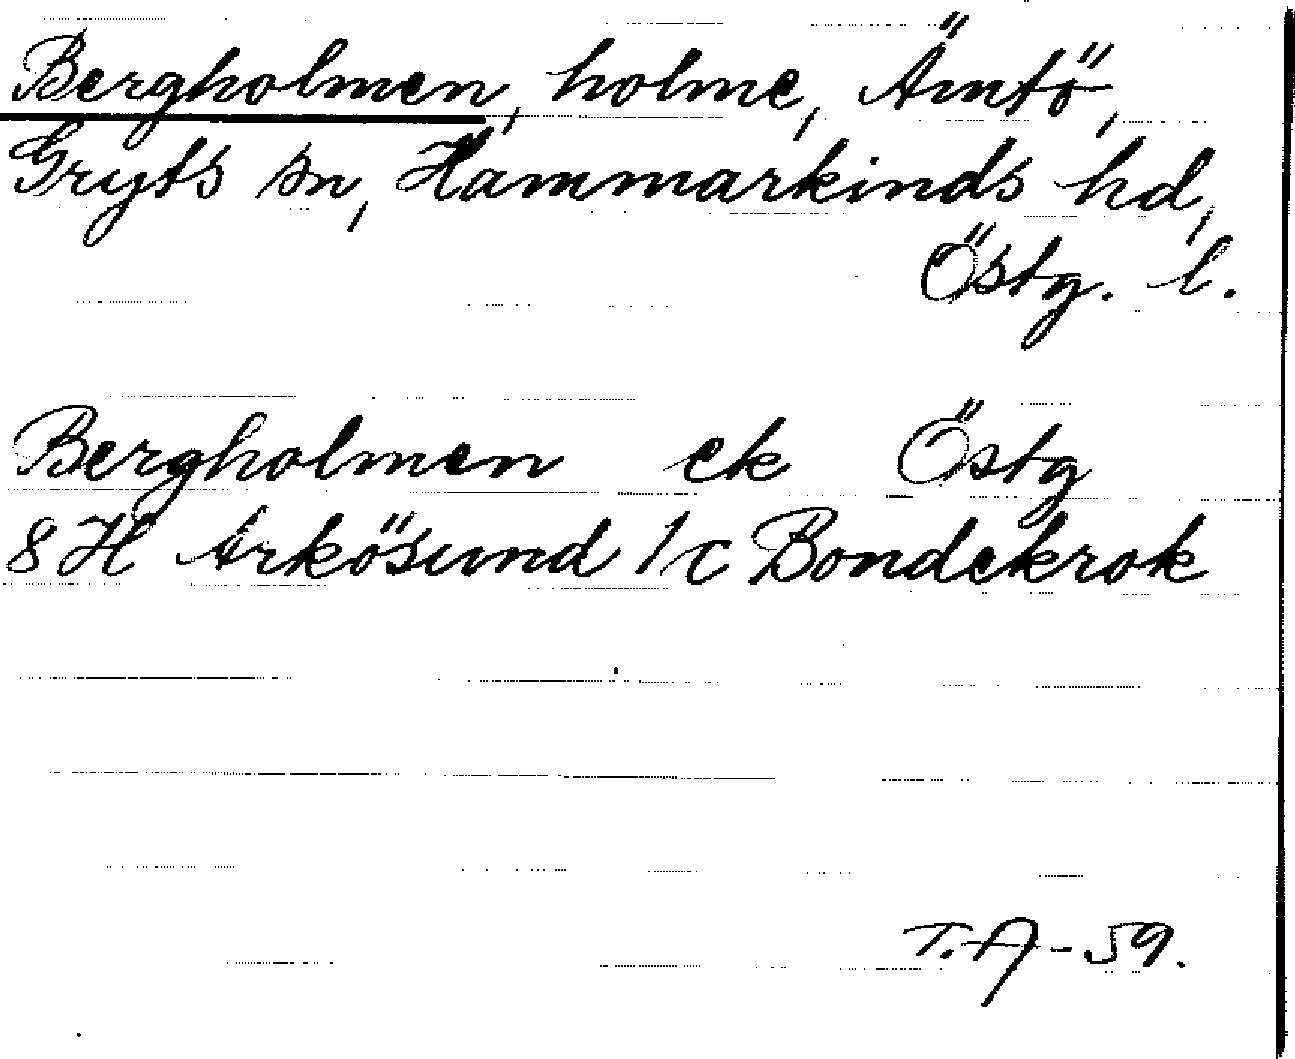 Bergholmen, holme, Ämtö,
Gryts sn, Hammarkinds hd,
Östg. l.
Bergholmen ek Östg
8H Arkösund 1c Bondekrok
T.A-59.